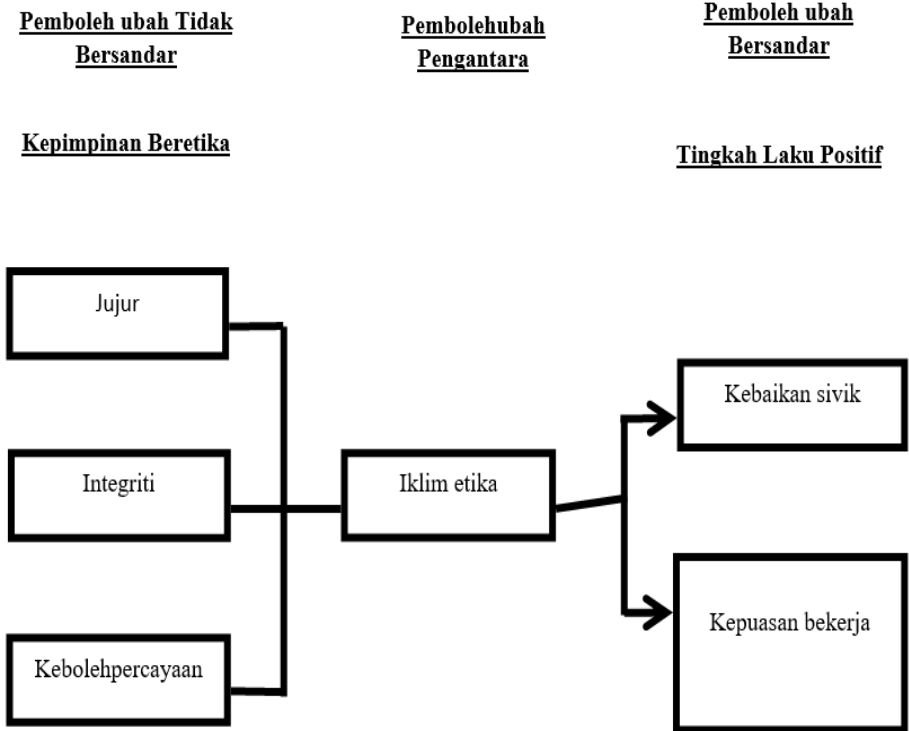 Pemboleh ubah Tidak
Bersandar
Pembolehubah
Pengantara
Pemboleh ubah
Bersandar
Kepimpinan Beretika
Tingkah Laku Positif
Jujur
Kebaikan sivik
Integriti
Iklim etika
Kepuasan bekerja
Kebolehpercayaan